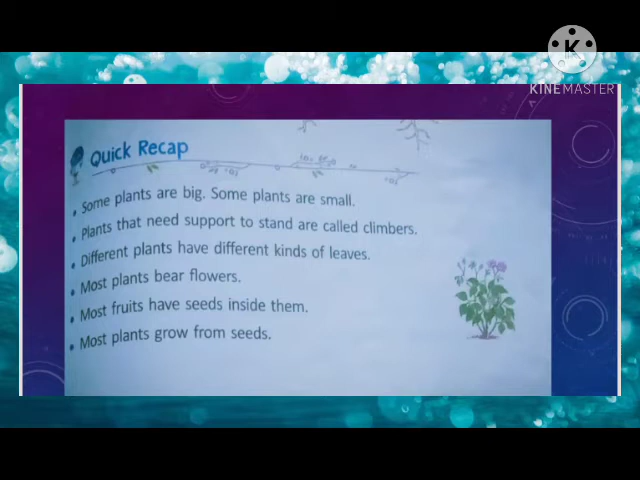 K
KINEMASTER
Quick Recap
• Some plants are big. Some plants are small.
• Plants that need support to stand are called climbers.
• Different plants have different kinds of leaves.
• Most plants bear flowers.
• Most fruits have seeds inside them.
• Most plants grow from seeds.